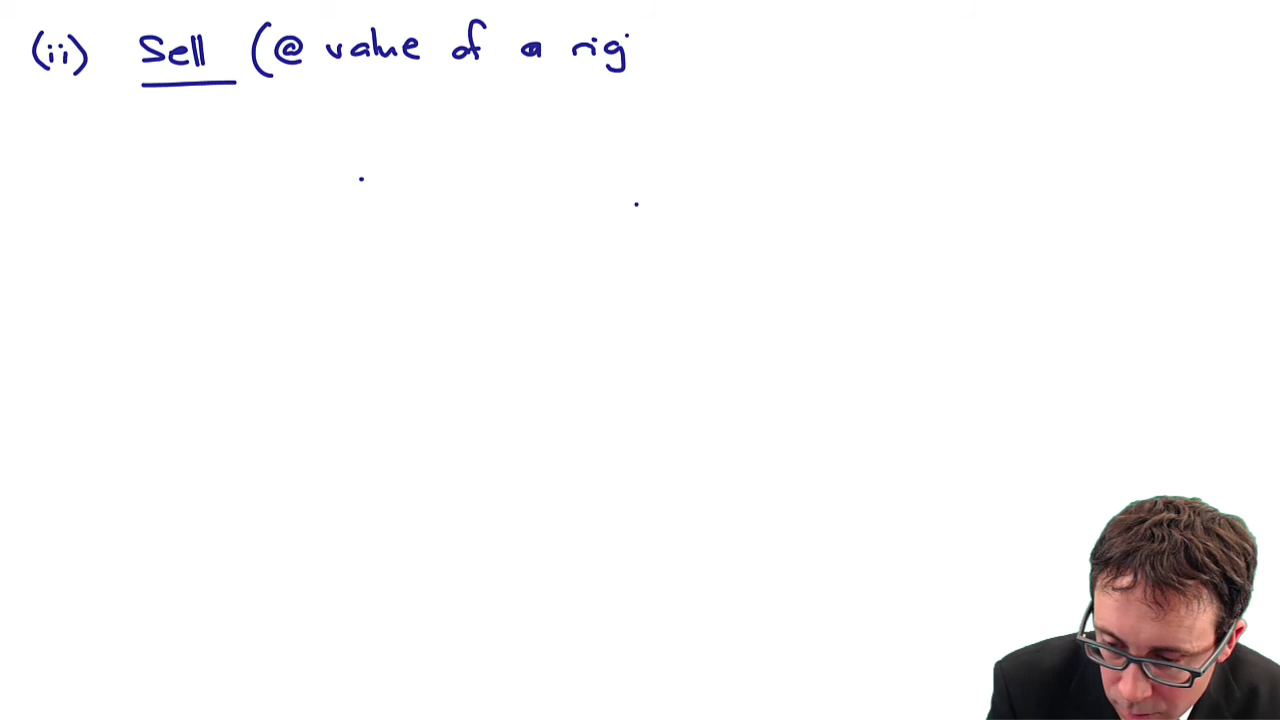 (ii) Sell (@ value of a rig